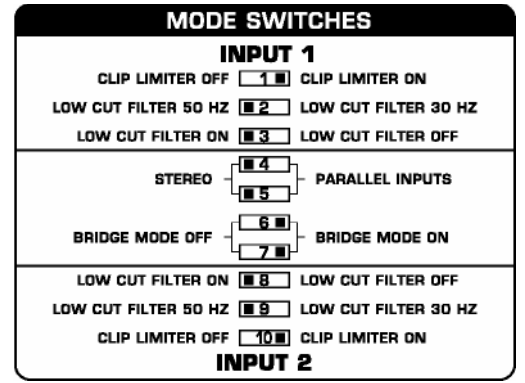 MODE SWITCHES
INPUT 1
CLIP LIMITER OFF 1 CLIP LIMITER ON
LOW CUT FILTER 50 HZ 2 LOW CUT FILTER 30 HZ
LOW CUT FILTER ON 3 LOW CUT FILTER OFF
4
STEREO PARALLEL INPUTS
5
6
BRIDGE MODE OFF BRIDGE MODE ON
7
LOW CUT FILTER ON 8 LOW CUT FILTER OFF
LOW CUT FILTER 50 HZ 9 LOW CUT FILTER 30 HZ
CLIP LIMITER OFF 10 CLIP LIMITER ON
INPUT 2